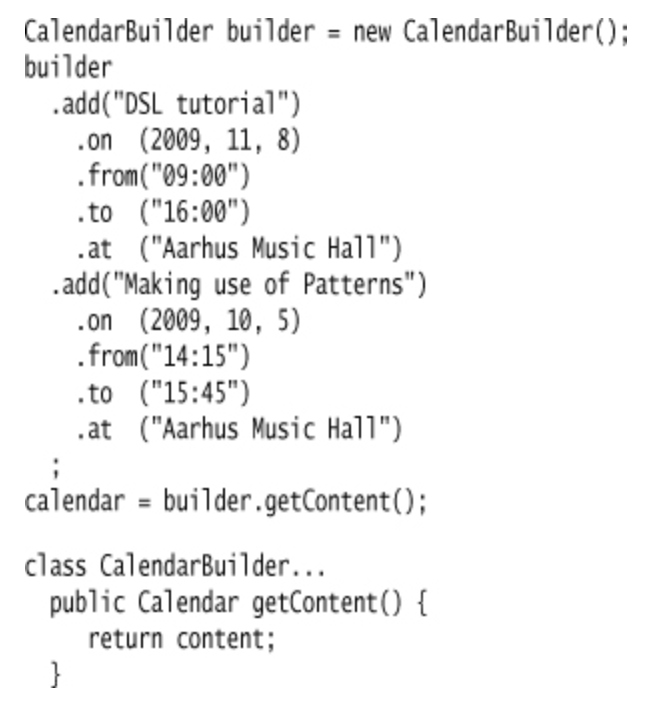 CalendarBuilder builder = new CalendarBuilder();
builder
  .add("DSL tutorial")
    .on  (2009, 11, 8)
    .from("09:00")
    .to  ("16:00")
    .at  ("Aarhus Music Hall")
  .add("Making use of Patterns")
    .on  (2009, 10, 5)
    .from("14:15")
    .to  ("15:45")
    .at  ("Aarhus Music Hall")
  ;
calendar = builder.getContent();

class CalendarBuilder...
  public Calendar getContent() {
     return content;
  }